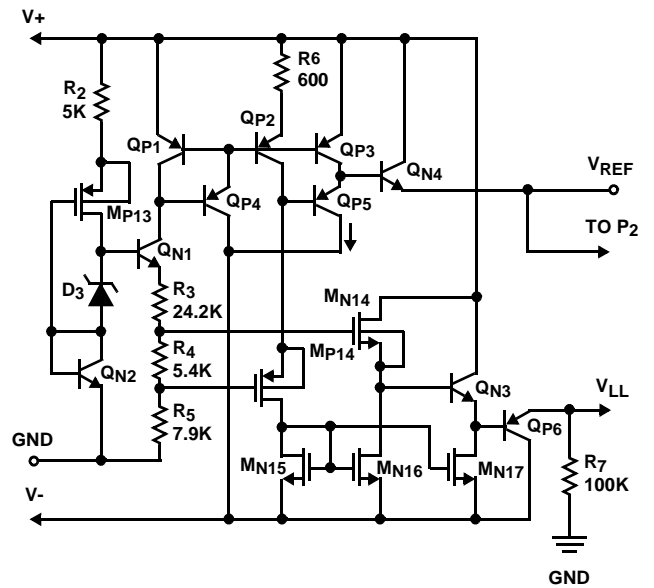 V+
R2
5K
R6
600
QP1
QP2
QP3
QN4
VREF
TO P2
MP13
QP4
QP5
QN1
D3
R3
24.2K
MN14
MP14
R4
5.4K
QN2
QN3
VLL
R5
7.9K
QP6
GND
MN15
MN16
MN17
R7
100K
V-
GND